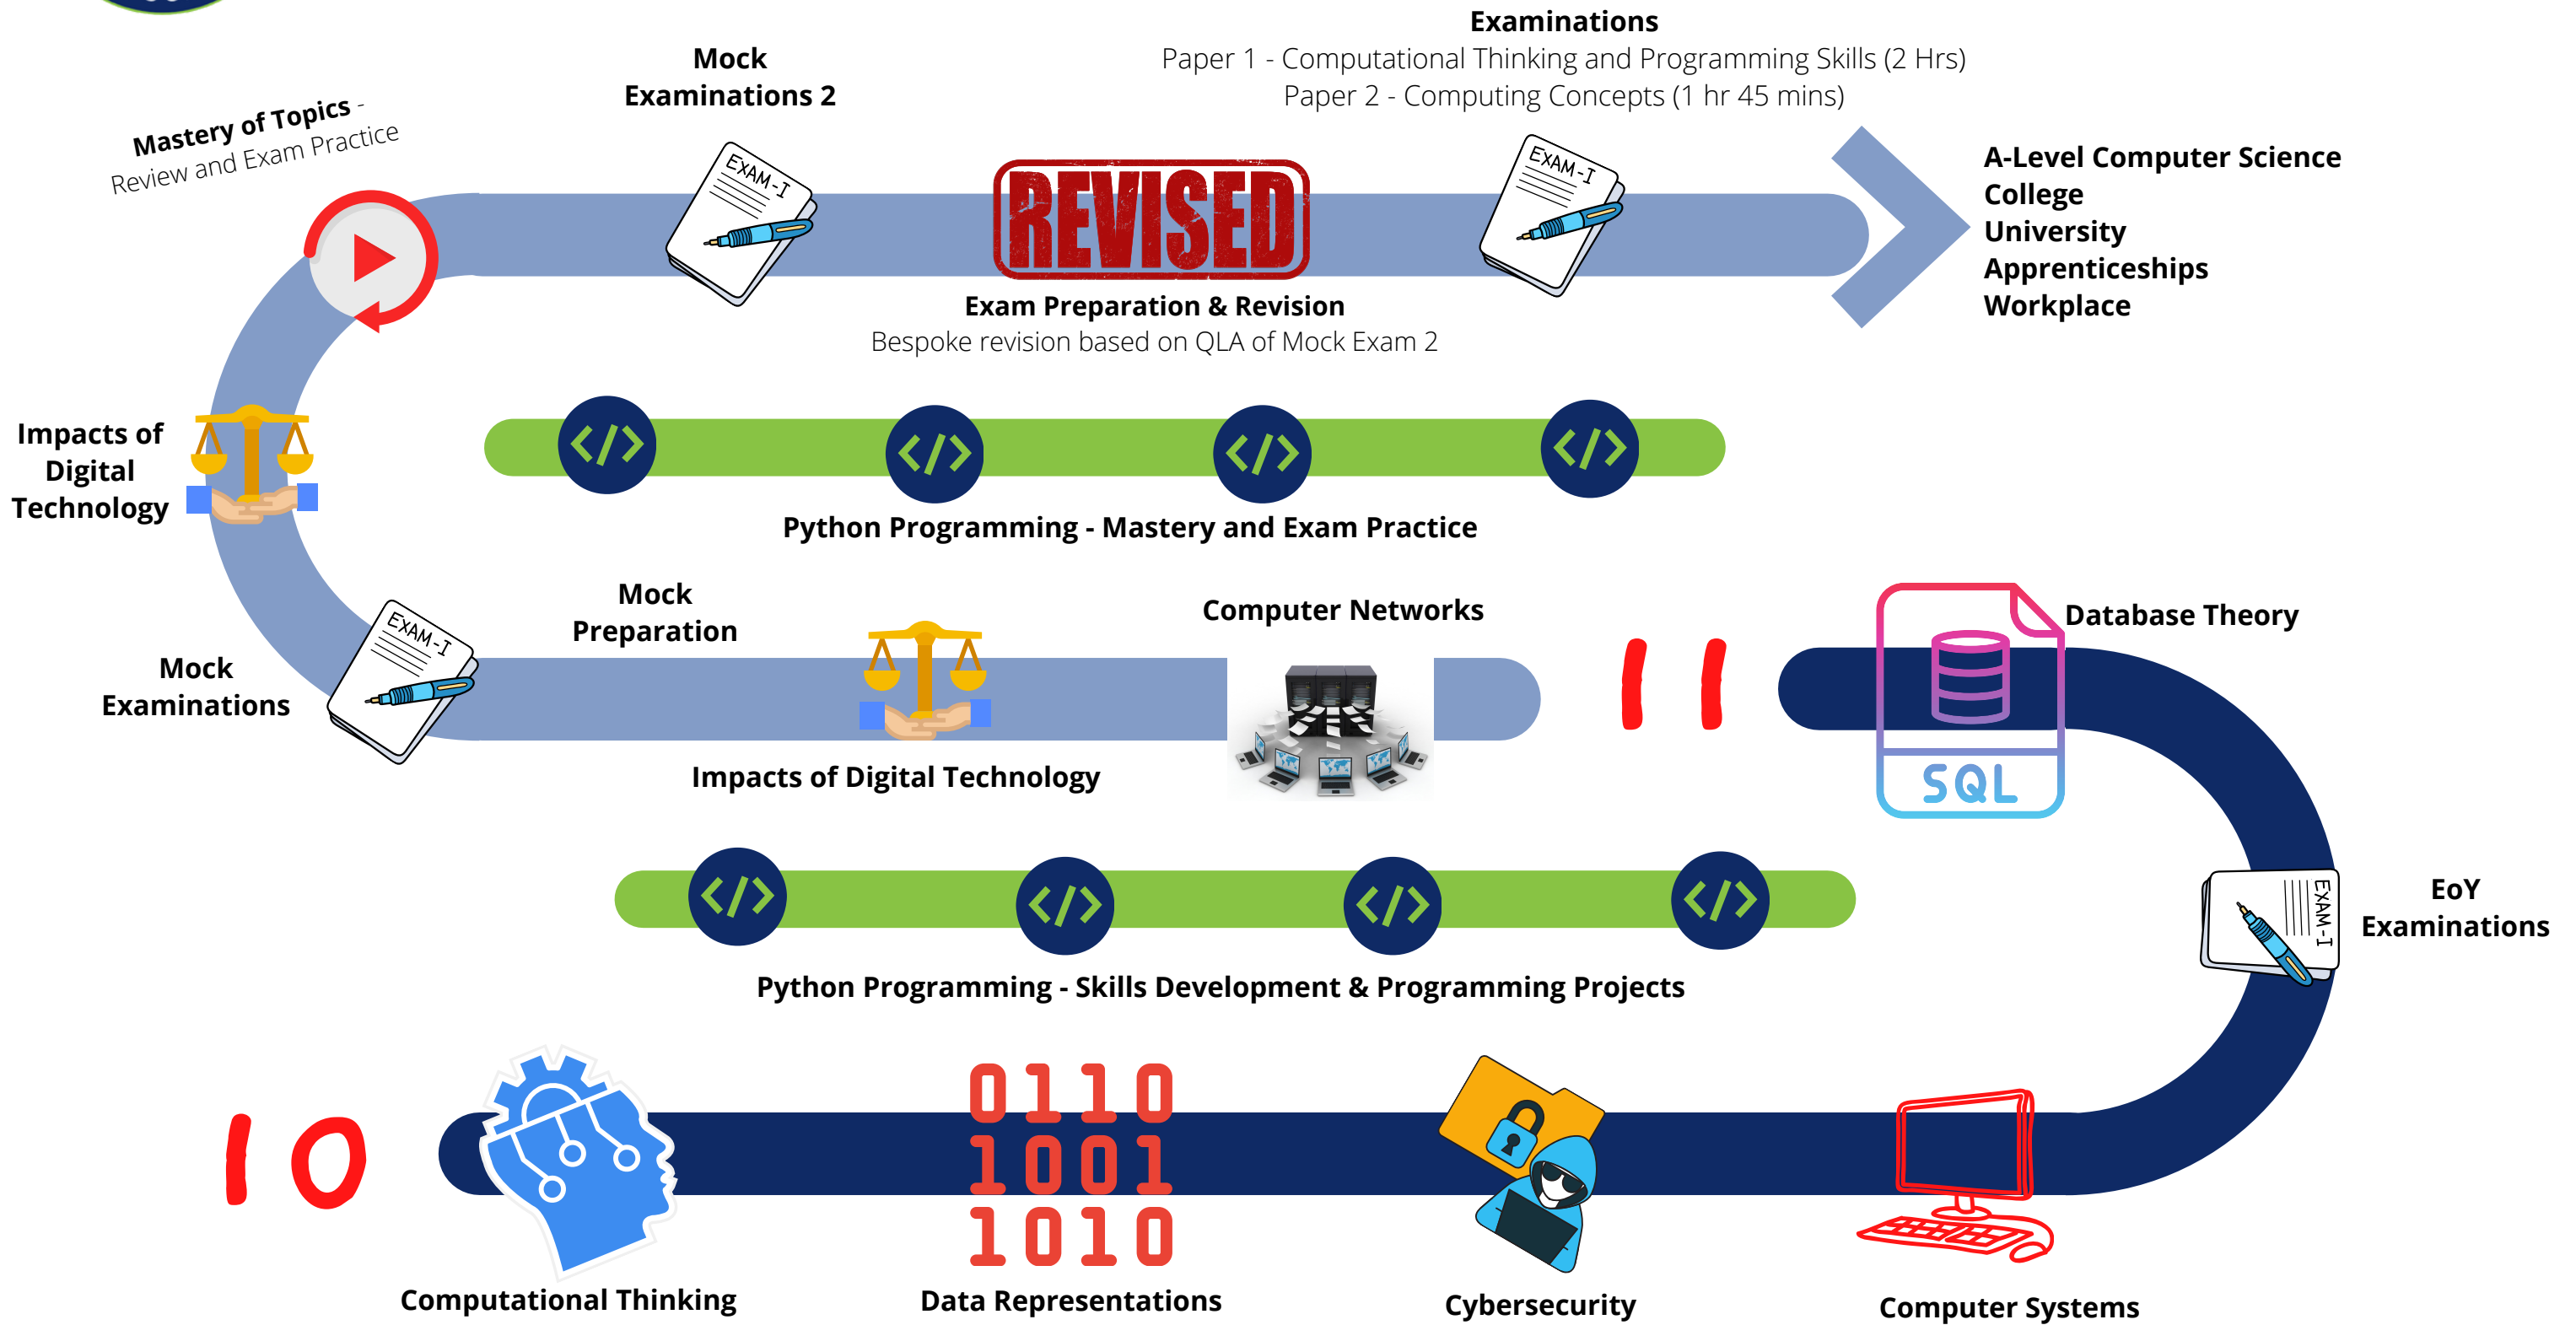 Examinations
Paper 1 - Computational Thinking and Programming Skills (2 Hrs)
Paper 2 - Computing Concepts (1 hr 45 mins)
Mock
Examinations 2
Mastery of Topics -
Review and Exam Practice
EXAM-I
REVISED
EXAM-I
A-Level Computer Science
College
University
Apprenticeships
Workplace
Exam Preparation & Revision
Bespoke revision based on QLA of Mock Exam 2
Impacts of
Digital
Technology
</>
</>
</>
</>
Python Programming - Mastery and Exam Practice
Mock
Preparation
Computer Networks
Database Theory
EXAM-I
Mock
Examinations
11
SQL
Impacts of Digital Technology
</>
</>
</>
</>
EXAM-I
EoY
Examinations
Python Programming - Skills Development & Programming Projects
10
0110
1001
1010
Computational Thinking
Data Representations
Cybersecurity
Computer Systems